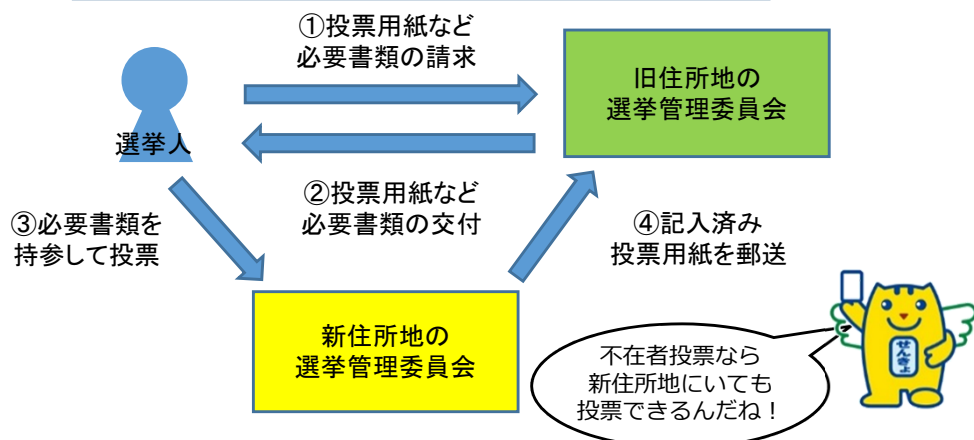 ①投票用紙など
必要書類の請求
旧住所地の
選挙管理委員会
選挙人
②投票用紙など
必要書類の交付
③必要書類を
持参して投票
④記入済み
投票用紙を郵送
新住所地の
選挙管理委員会
不在者投票なら
新住所地にいても
投票できるんだね！
せんきょ